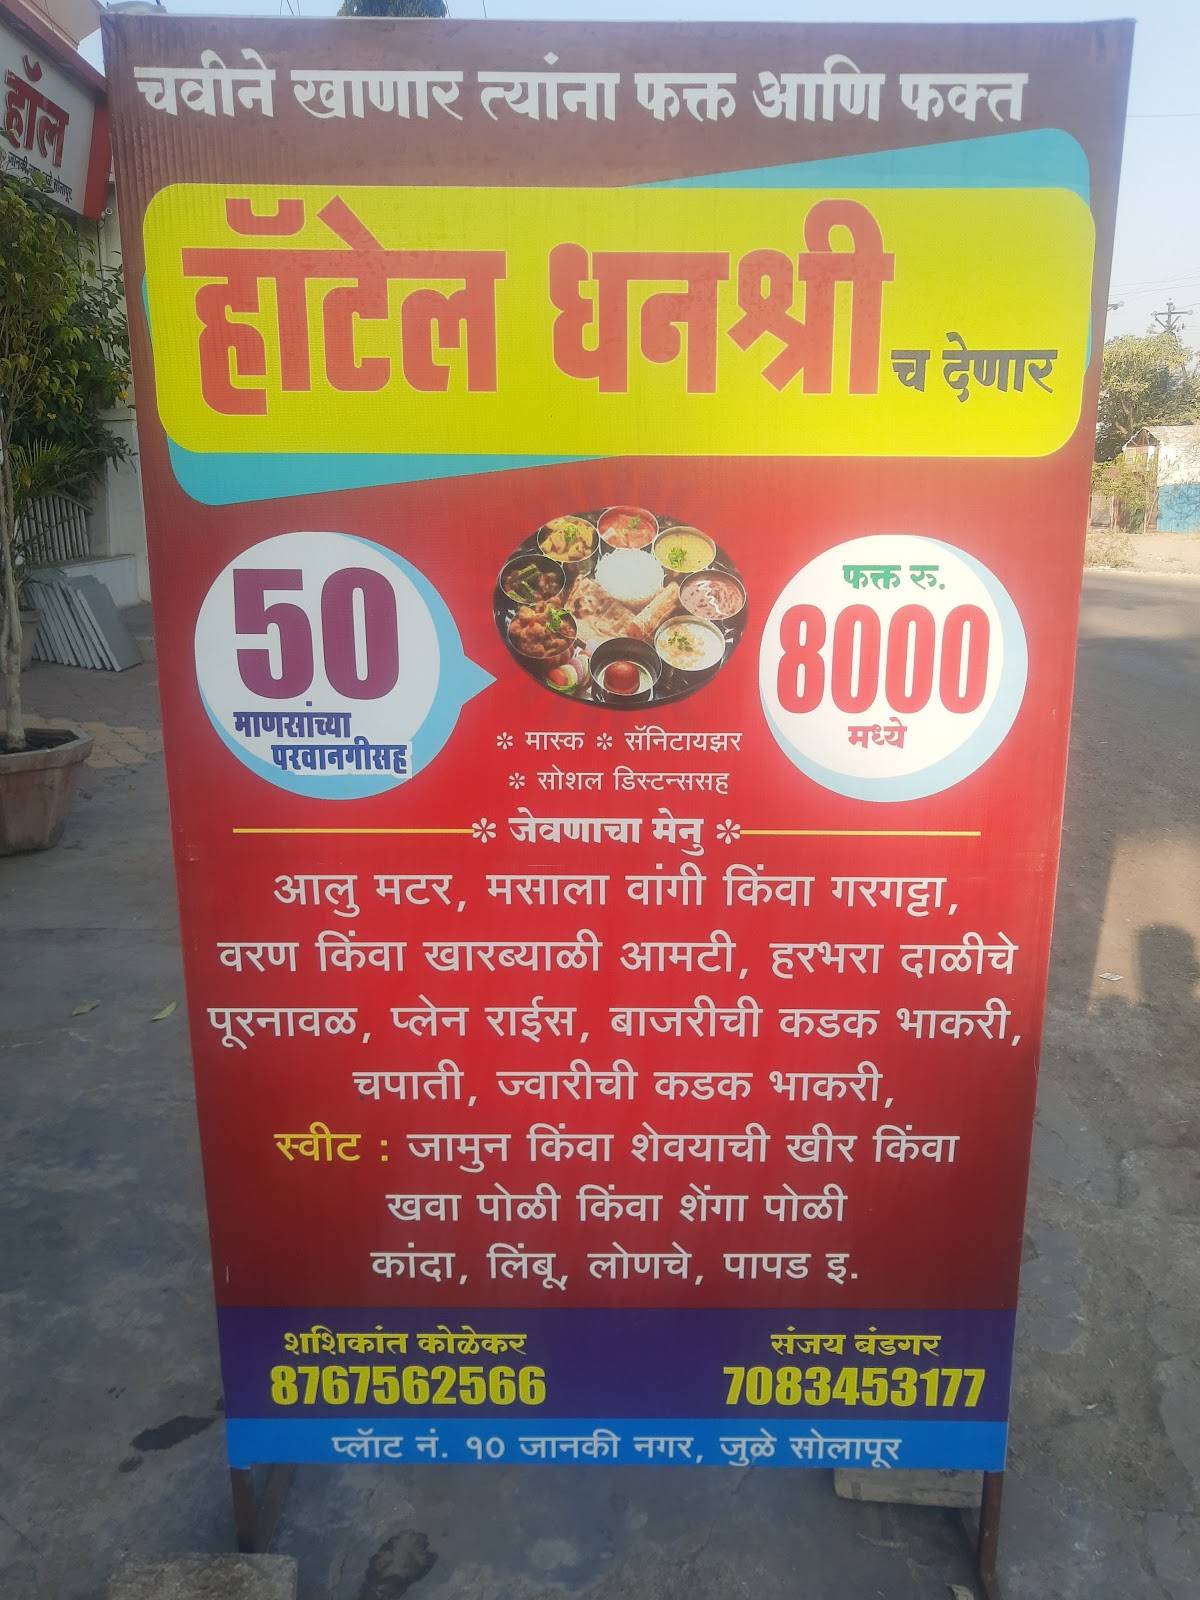 हॉल
जानकी नगर, जुळे सोलापूर
चवीने खाणार त्यांना फक्त आणि फक्त
हॉटेल धनश्री च देणार
50
माणसांच्या
परवानगीसह
फक्त रु.
8000
मध्ये
❊ मास्क ❊ सॅनिटायझर
❊ सोशल डिस्टन्ससह
❊ जेवणाचा मेनु ❊
आलु मटर, मसाला वांगी किंवा गरगट्टा,
वरण किंवा खारब्याळी आमटी, हरभरा दाळीचे
पूरनावळ, प्लेन राईस, बाजरीची कडक भाकरी,
चपाती, ज्वारीची कडक भाकरी,
स्वीट : जामुन किंवा शेवयाची खीर किंवा
खवा पोळी किंवा शेंगा पोळी
कांदा, लिंबू, लोणचे, पापड इ.
शशिकांत कोळेकर
8767562566
संजय बंडगर
7083453177
प्लॅाट नं. १० जानकी नगर, जुळे सोलापूर